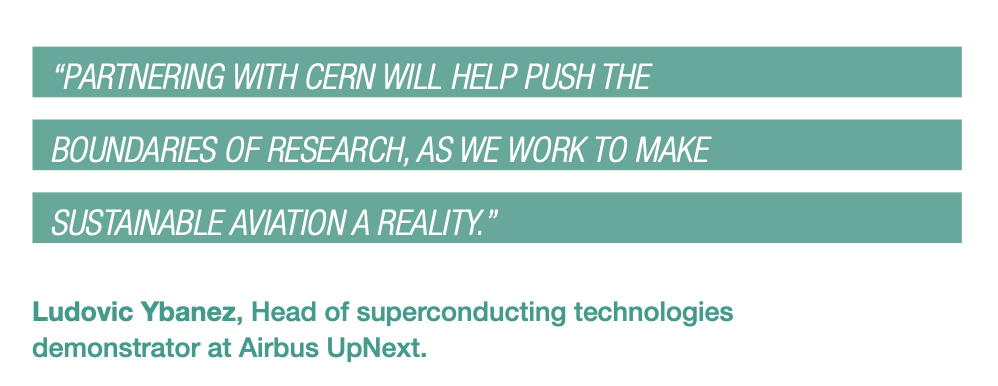 “PARTNERING WITH CERN WILL HELP PUSH THE
BOUNDARIES OF RESEARCH, AS WE WORK TO MAKE
SUSTAINABLE AVIATION A REALITY.”
Ludovic Ybanez, Head of superconducting technologies
demonstrator at Airbus UpNext.